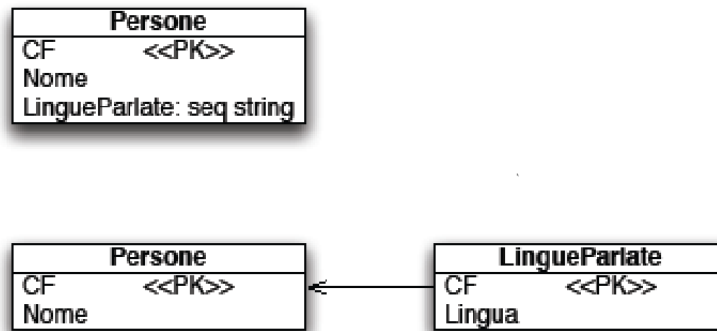 Persone
CF <<PK>>
Nome
LingueParlate: seq string
Persone
CF <<PK>>
Nome
LingueParlate
CF <<PK>>
Lingua